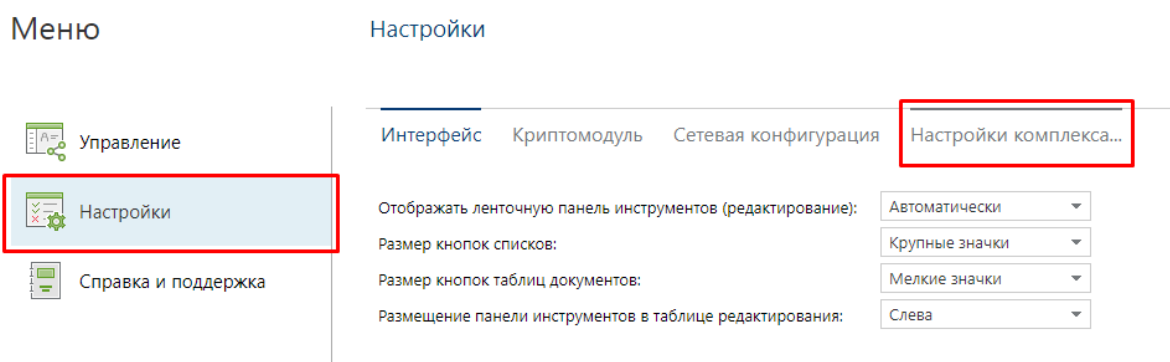 Меню
Настройки
Управление
Настройки
Справка и поддержка
Интерфейс Криптомодуль Сетевая конфигурация Настройки комплекса...
Отображать ленточную панель инструментов (редактирование): Автоматически
Размер кнопок списков: Крупные значки
Размер кнопок таблиц документов: Мелкие значки
Размещение панели инструментов в таблице редактирования: Слева